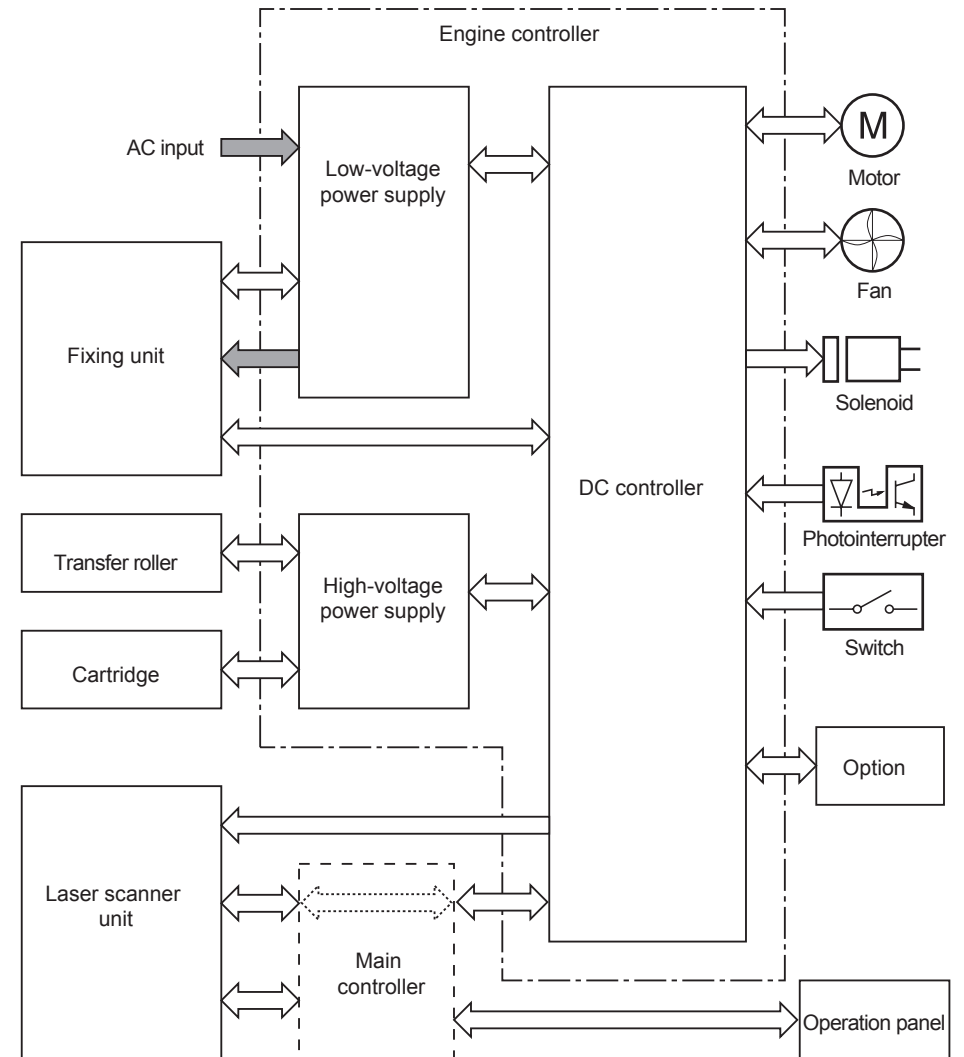 Engine controller
AC input
Low-voltage
power supply
M
Motor
Fan
Fixing unit
Solenoid
DC controller
Photointerrupter
Transfer roller
High-voltage
power supply
Switch
Cartridge
Option
Laser scanner
unit
Main
controller
Operation panel